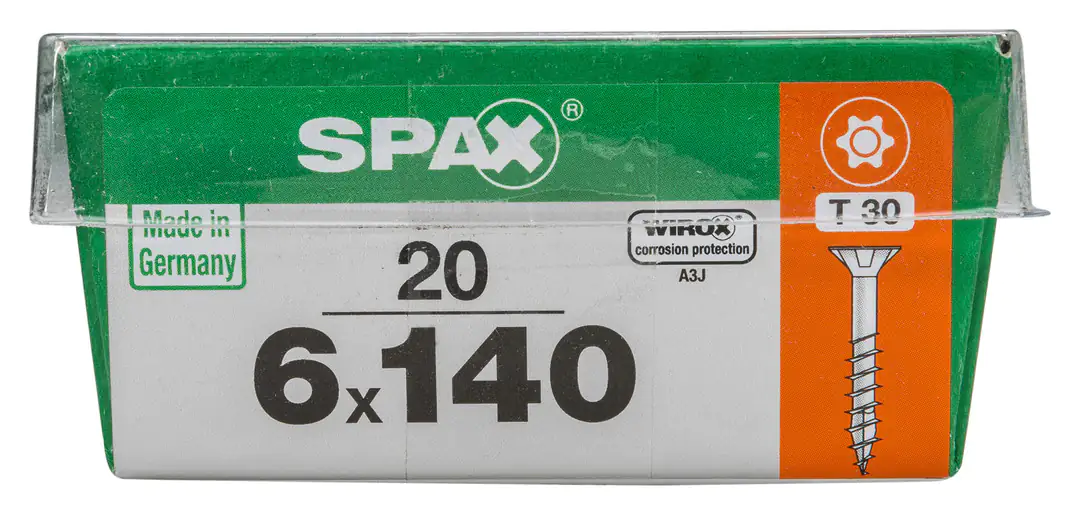 SPAX®
Made in
Germany
20
6x140
WIROX®
corrosion protection
A3J
T 30